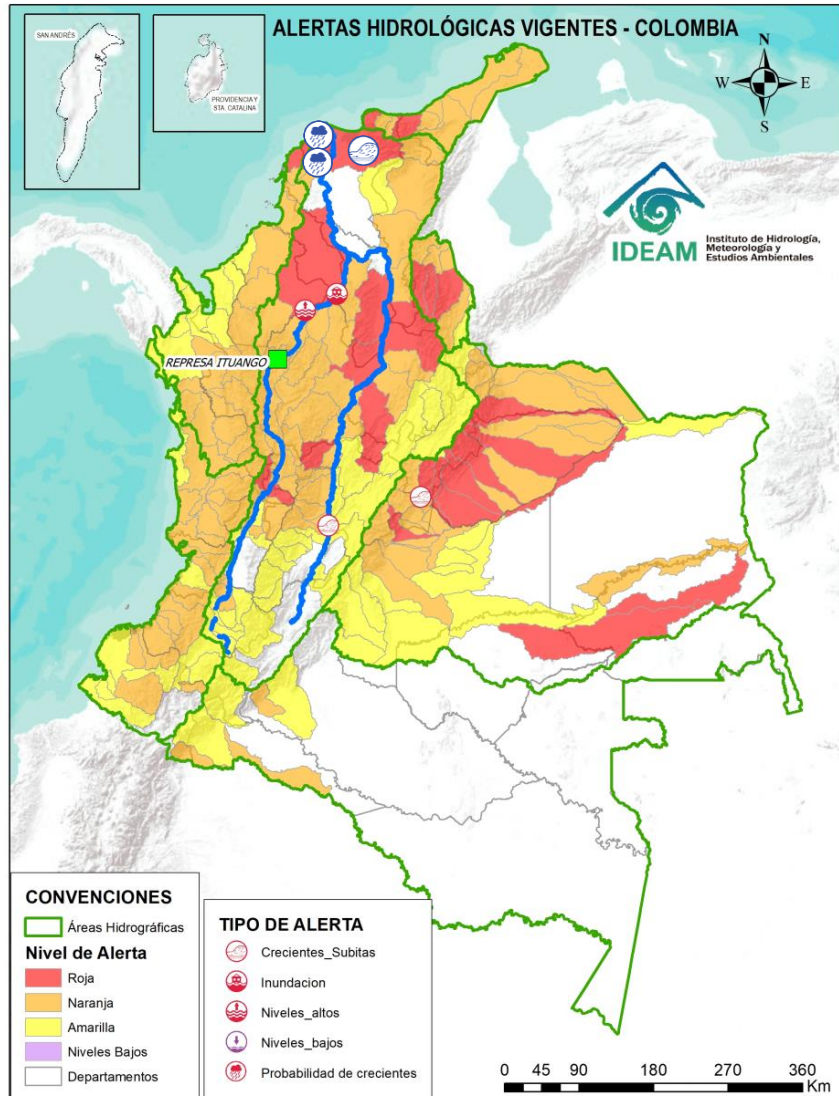 ALERTAS HIDROLÓGICAS VIGENTES - COLOMBIA
SAN ANDRÉS
PROVIDENCIA Y
STA. CATALINA
N
W
E
S
IDEAM
Instituto de Hidrología,
Meteorología y
Estudios Ambientales
REPRESA ITUANGO
CONVENCIONES
Áreas Hidrográficas
Nivel de Alerta
Roja
Naranja
Amarilla
Niveles Bajos
Departamentos
TIPO DE ALERTA
Crecientes_Subitas
Inundacion
Niveles_altos
Niveles_bajos
Probabilidad de crecientes
0 45 90 180 270 360
Km